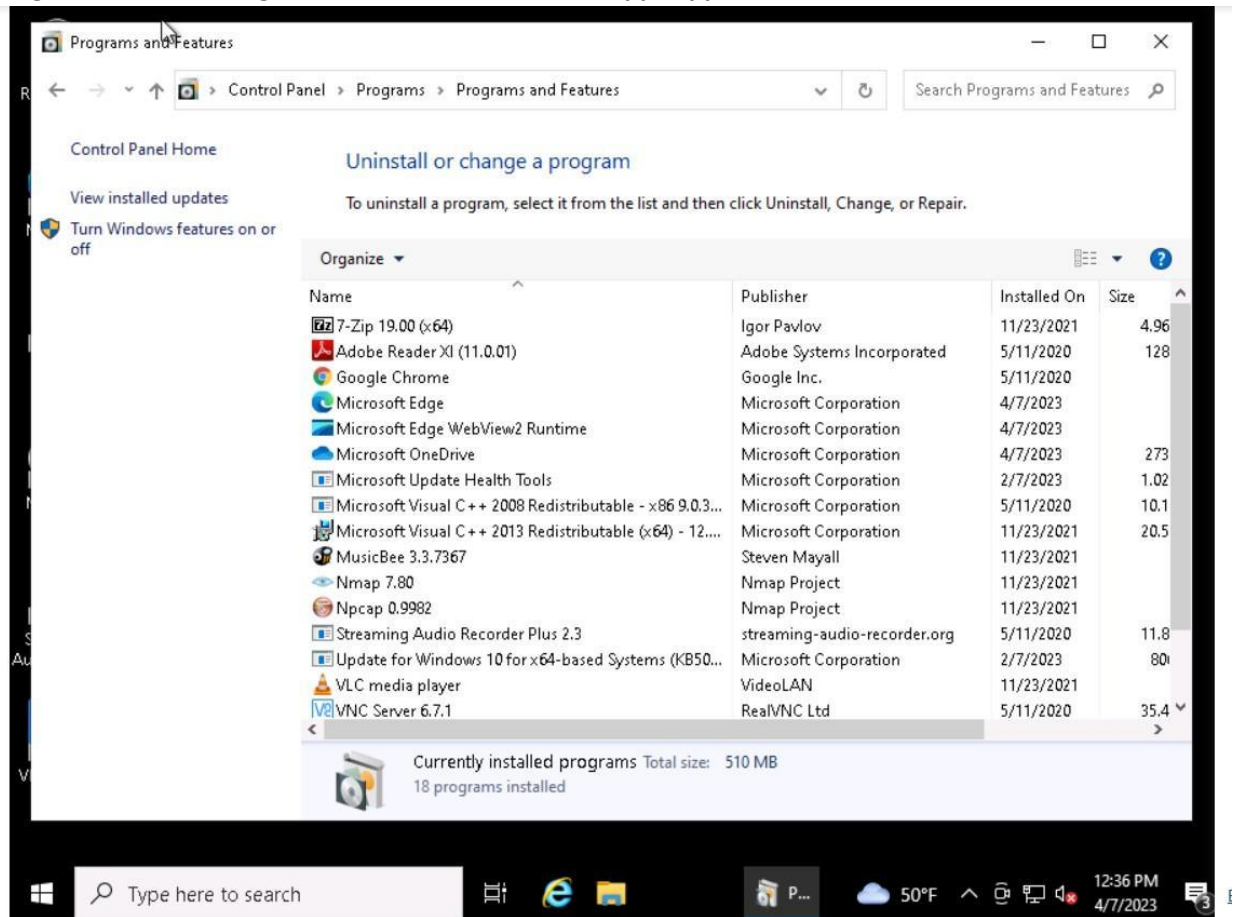 Programs and Features
Control Panel > Programs > Programs and Features
Search Programs and Features
Control Panel Home
View installed updates
Turn Windows features on or
off
Uninstall or change a program
To uninstall a program, select it from the list and then click Uninstall, Change, or Repair.
Organize
Name Publisher Installed On Size
7-Zip 19.00 (x64) Igor Pavlov 11/23/2021 4.96
Adobe Reader XI (11.0.01) Adobe Systems Incorporated 5/11/2020 128
Google Chrome Google Inc. 5/11/2020
Microsoft Edge Microsoft Corporation 4/7/2023
Microsoft Edge WebView2 Runtime Microsoft Corporation 4/7/2023
Microsoft OneDrive Microsoft Corporation 4/7/2023 273
Microsoft Update Health Tools Microsoft Corporation 2/7/2023 1.02
Microsoft Visual C++ 2008 Redistributable - x86 9.0.3... Microsoft Corporation 5/11/2020 10.1
Microsoft Visual C++ 2013 Redistributable (x64) - 12.... Microsoft Corporation 11/23/2021 20.5
MusicBee 3.3.7367 Steven Mayall 11/23/2021
Nmap 7.80 Nmap Project 11/23/2021
Npcap 0.9982 Nmap Project 11/23/2021
Streaming Audio Recorder Plus 2.3 streaming-audio-recorder.org 5/11/2020 11.8
Update for Windows 10 for x64-based Systems (KB50... Microsoft Corporation 2/7/2023 80
VLC media player VideoLAN 11/23/2021
VNC Server 6.7.1 RealVNC Ltd 5/11/2020 35.4
Currently installed programs Total size: 510 MB
18 programs installed
Type here to search
P...
50°F
12:36 PM
4/7/2023
3